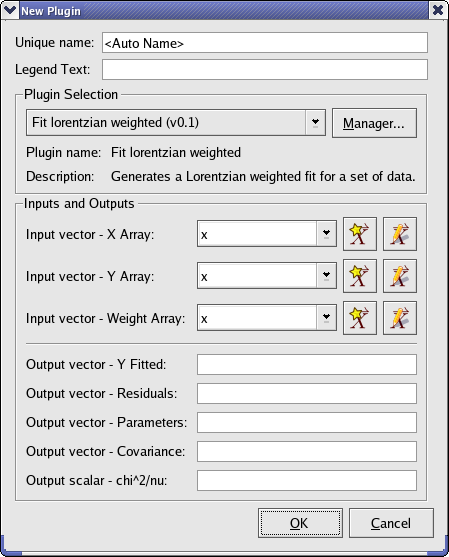 New Plugin
Unique name: <Auto Name>
Legend Text:
Plugin Selection
Fit lorentzian weighted (v0.1) Manager...
Plugin name: Fit lorentzian weighted
Description: Generates a Lorentzian weighted fit for a set of data.
Inputs and Outputs
Input vector - X Array: x
Input vector - Y Array: x
Input vector - Weight Array: x
Output vector - Y Fitted:
Output vector - Residuals:
Output vector - Parameters:
Output vector - Covariance:
Output scalar - chi^2/nu:
OK Cancel